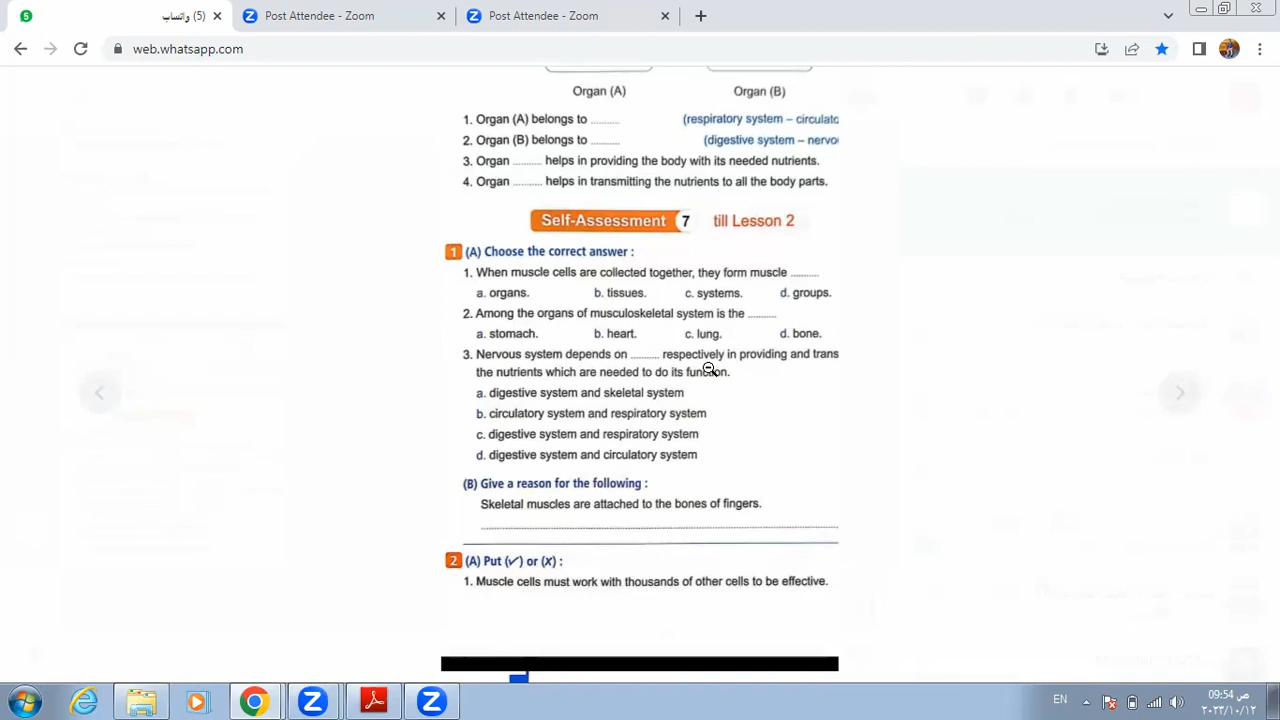 (5) واتساب
Post Attendee - Zoom
Post Attendee - Zoom
web.whatsapp.com
Organ (A) Organ (B)
1. Organ (A) belongs to .......... (respiratory system – circulato
2. Organ (B) belongs to .......... (digestive system – nervo
3. Organ .......... helps in providing the body with its needed nutrients.
4. Organ .......... helps in transmitting the nutrients to all the body parts.
Self-Assessment 7 till Lesson 2
1 (A) Choose the correct answer :
1. When muscle cells are collected together, they form muscle ..........
a. organs. b. tissues. c. systems. d. groups.
2. Among the organs of musculoskeletal system is the ..........
a. stomach. b. heart. c. lung. d. bone.
3. Nervous system depends on .......... respectively in providing and trans
the nutrients which are needed to do its function.
a. digestive system and skeletal system
b. circulatory system and respiratory system
c. digestive system and respiratory system
d. digestive system and circulatory system
(B) Give a reason for the following :
Skeletal muscles are attached to the bones of fingers.
2 (A) Put (✓) or (X) :
1. Muscle cells must work with thousands of other cells to be effective.
EN
09:54 ص
٢٠٢٣/١٠/١٢